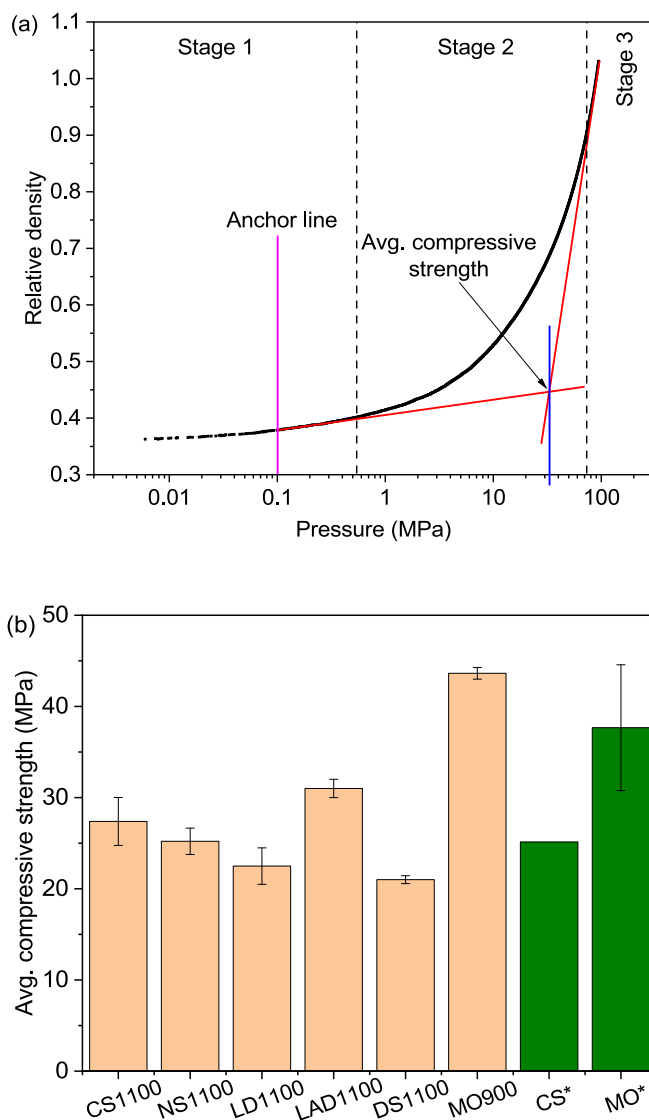 (a)
Stage 1
Stage 2
Stage 3
Anchor line
Avg. compressive
strength
Relative density
1.1
1.0
0.9
0.8
0.7
0.6
0.5
0.4
0.3
0.01
0.1
1
10
100
Pressure (MPa)
(b)
Avg. compressive strength (MPa)
50
40
30
20
10
0
CS1100
NS1100
LD1100
LAD1100
DS1100
MO900
CS*
MO*